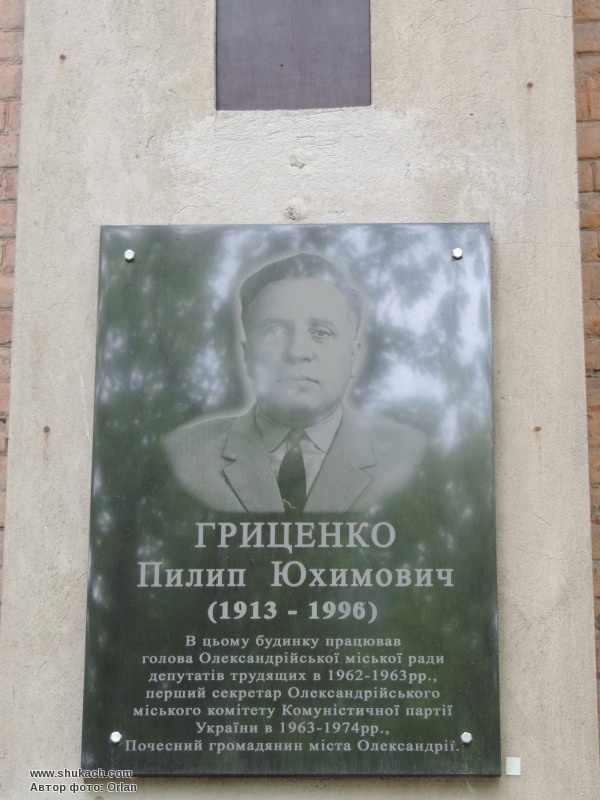 ГРИЦЕНКО
Пилип Юхимович
(1913 - 1996)
В цьому будинку працював
голова Олександрійської міської ради
депутатів трудящих в 1962-1963рр.,
перший секретар Олександрійського
міського комітету Комуністичної партії
України в 1963-1974рр.,
Почесний громадянин міста Олександрії.
www.shukach.com
Автор фото: Orlan